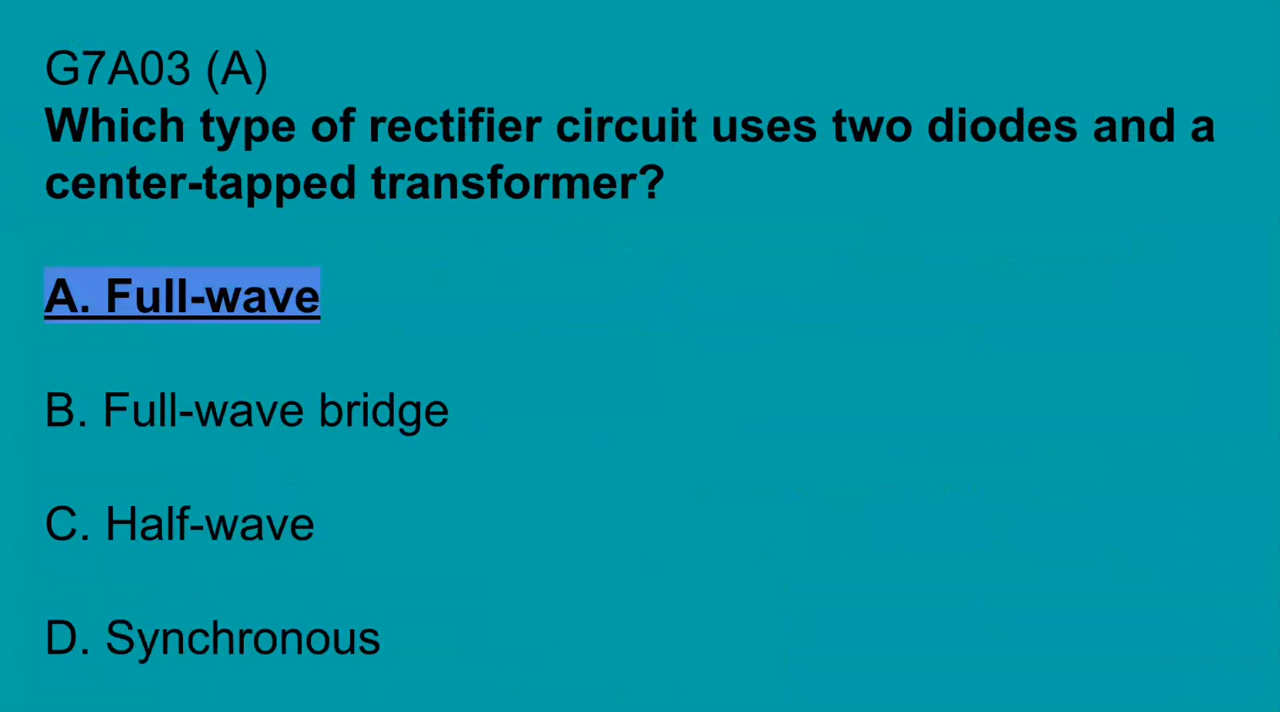 G7A03 (A)
Which type of rectifier circuit uses two diodes and a
center-tapped transformer?
A. Full-wave
B. Full-wave bridge
C. Half-wave
D. Synchronous